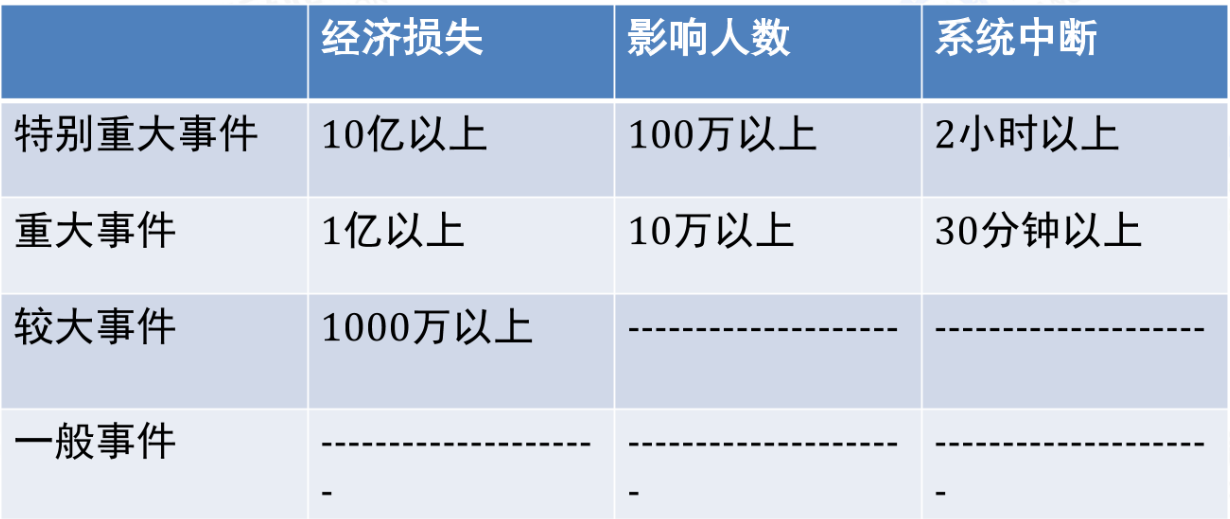 经济损失 影响人数 系统中断
特别重大事件 10亿以上 100万以上 2小时以上
重大事件 1亿以上 10万以上 30分钟以上
较大事件 1000万以上 -------------------- --------------------
一般事件 -------------------- -------------------- --------------------
- - -